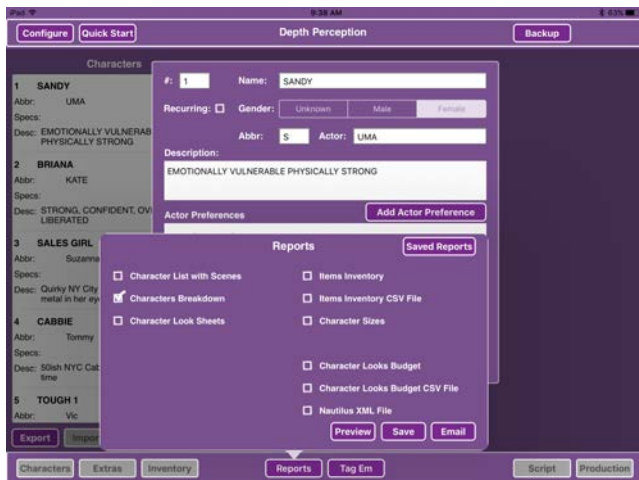 iPad 9:38 AM 63%
Configure Quick Start Depth Perception Backup
Characters
1 SANDY
Abbr: UMA
Specs:
Desc: EMOTIONALLY VULNERAB
PHYSICALLY STRONG
2 BRIANA
Abbr: KATE
Specs:
Desc: STRONG, CONFIDENT, OV
LIBERATED
3 SALES GIRL
Abbr: Suzanna
Specs:
Desc: Quirky NY City
metal in her ey
4 CABBIE
Abbr: Tommy
Specs:
Desc: 50ish NYC Cab
time
5 TOUGH 1
Abbr: Vic
Export Impor
#: 1 Name: SANDY
Recurring: Gender: Unknown Male Female
Abbr: S Actor: UMA
Description:
EMOTIONALLY VULNERABLE PHYSICALLY STRONG
Actor Preferences Add Actor Preference
Reports Saved Reports
Character List with Scenes
Characters Breakdown
Character Look Sheets
Items Inventory
Items Inventory CSV File
Character Sizes
Character Looks Budget
Character Looks Budget CSV File
Nautilus XML File
Preview Save Email
Characters Extras Inventory Reports Tag Em Script Production